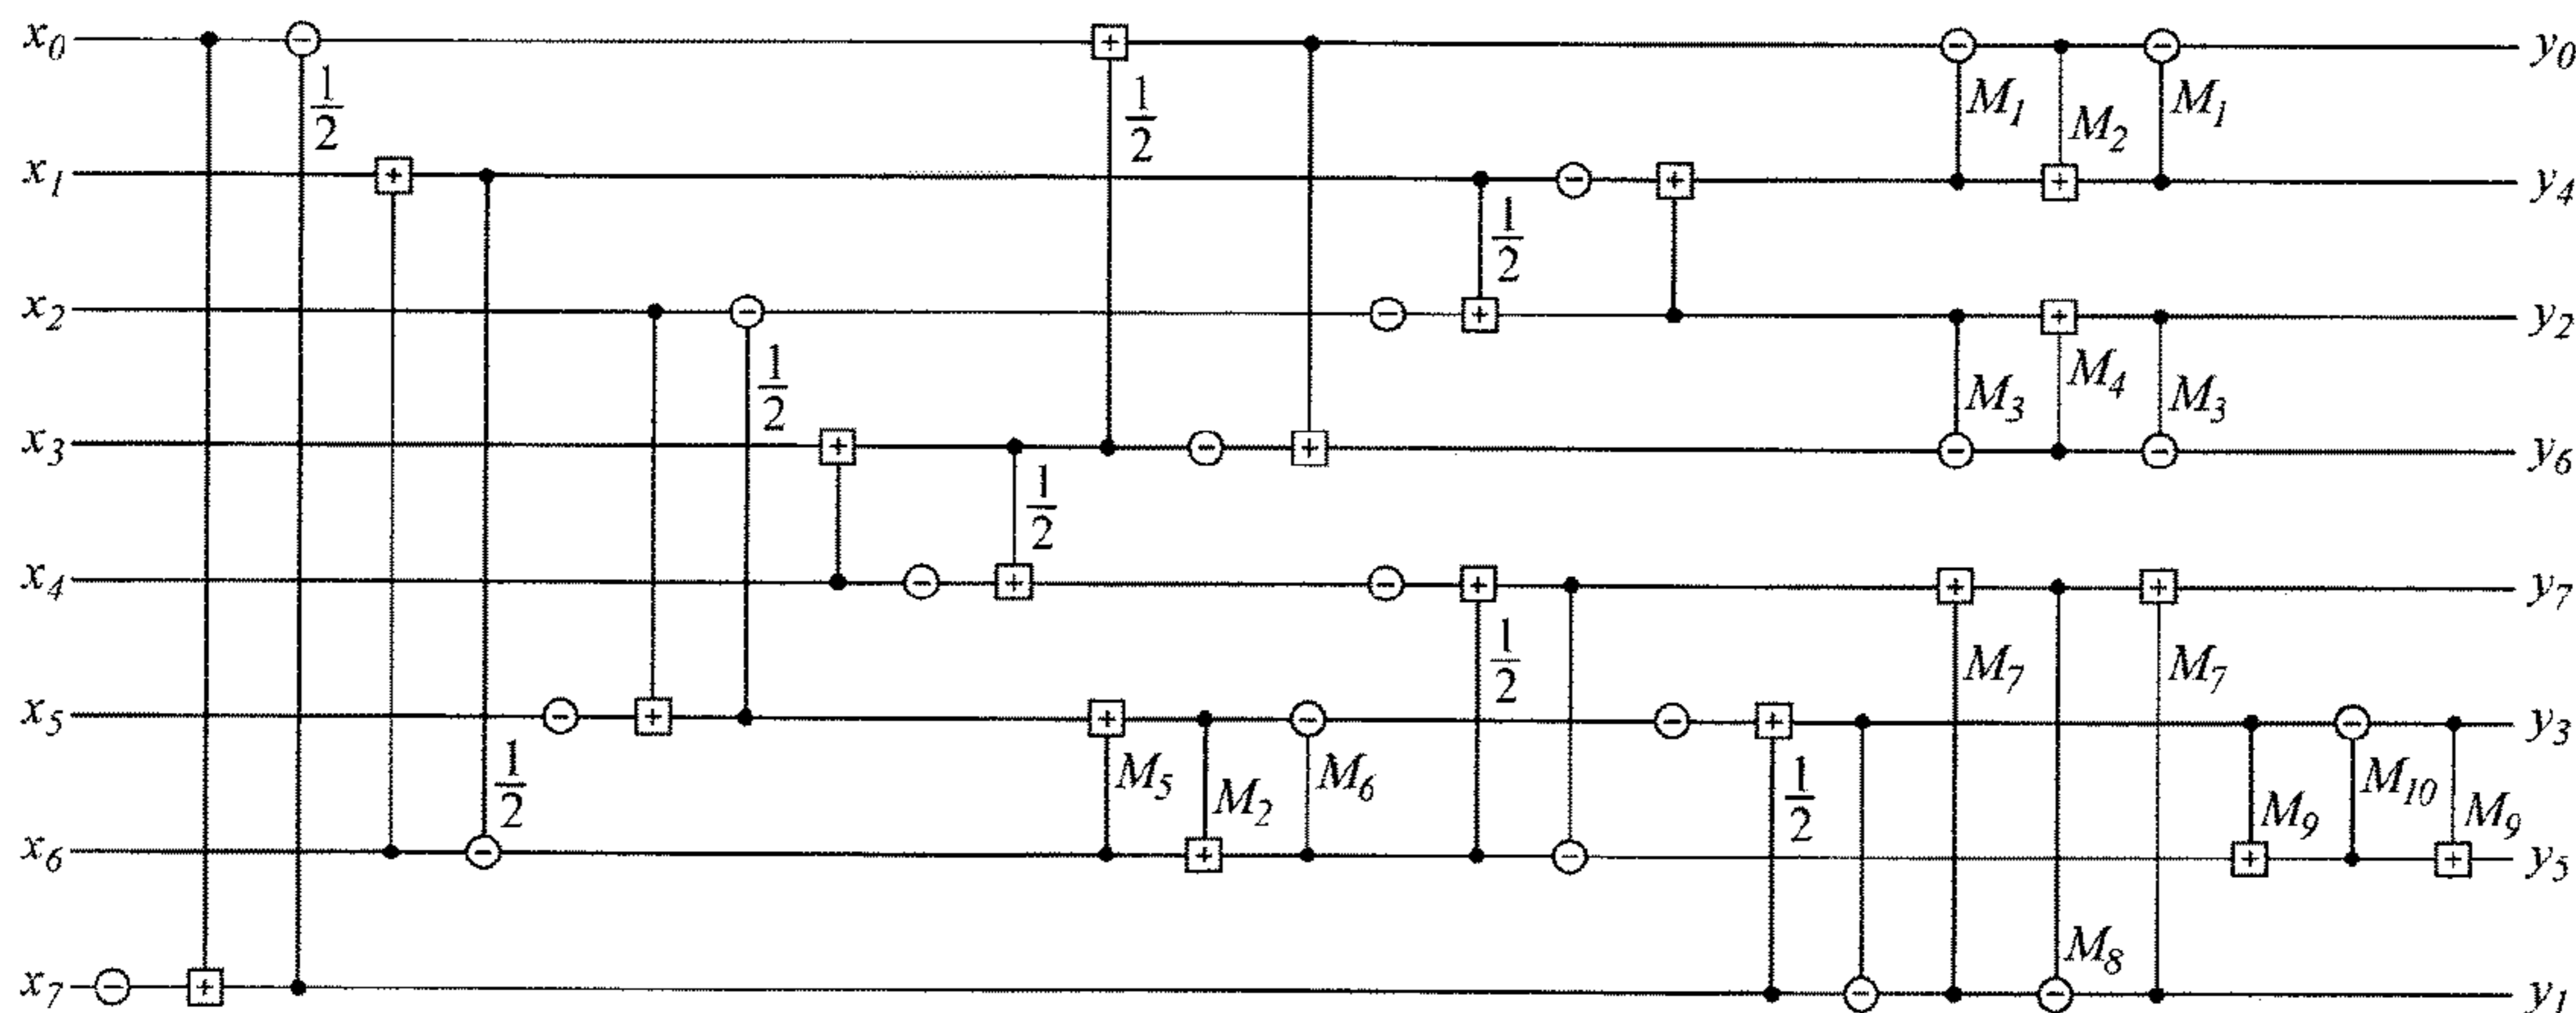 x0 − + y0
1/2 1/2 M1 M2 M1
x1 + − + + y4
1/2
x2 − − + + y2
1/2 M3 M4 M3
x3 + − + − − y6
1/2
x4 − + − + + + y7
1/2 M7 M7
x5 − + + − − + − y3
1/2 M5 M2 M6 1/2 M9 M10 M9
x6 − + − + + y5
M8
x7 − + − − y1